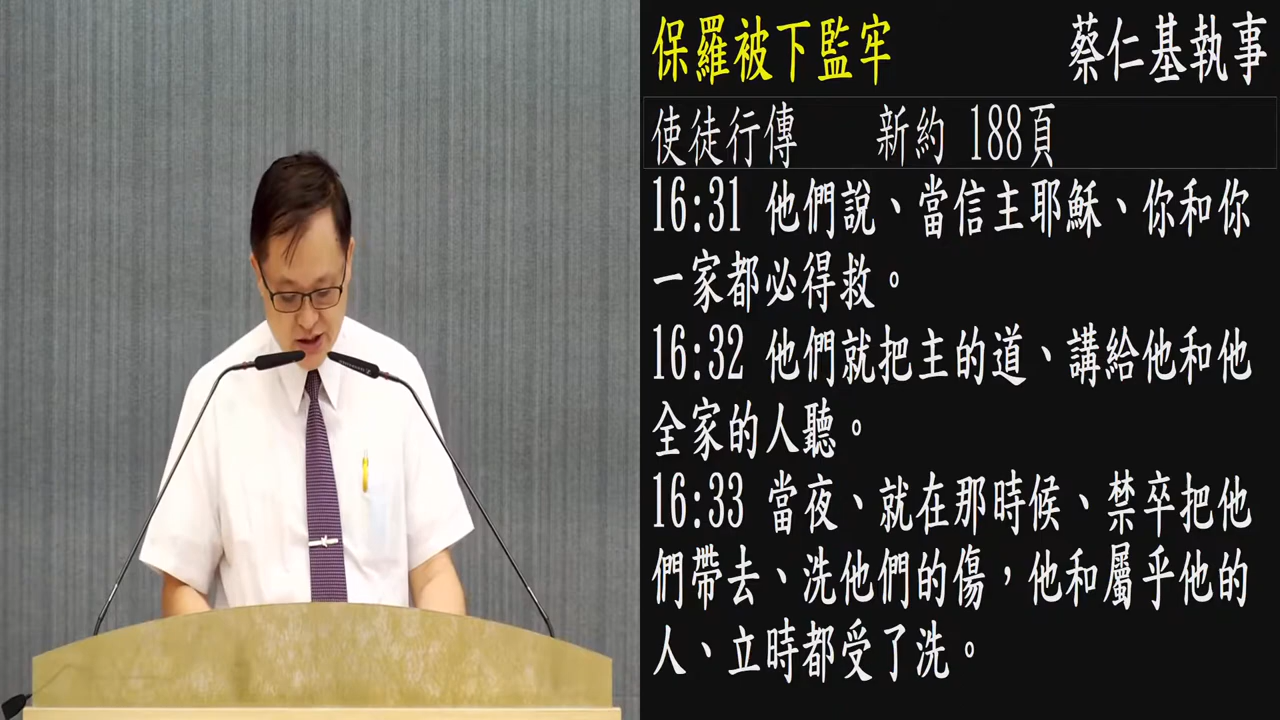 保羅被下監牢 蔡仁基執事
使徒行傳 新約 188頁
16:31 他們說、當信主耶穌、你和你
一家都必得救。
16:32 他們就把主的道、講給他和他
全家的人聽。
16:33 當夜、就在那時候、禁卒把他
們帶去、洗他們的傷，他和屬乎他的
人、立時都受了洗。